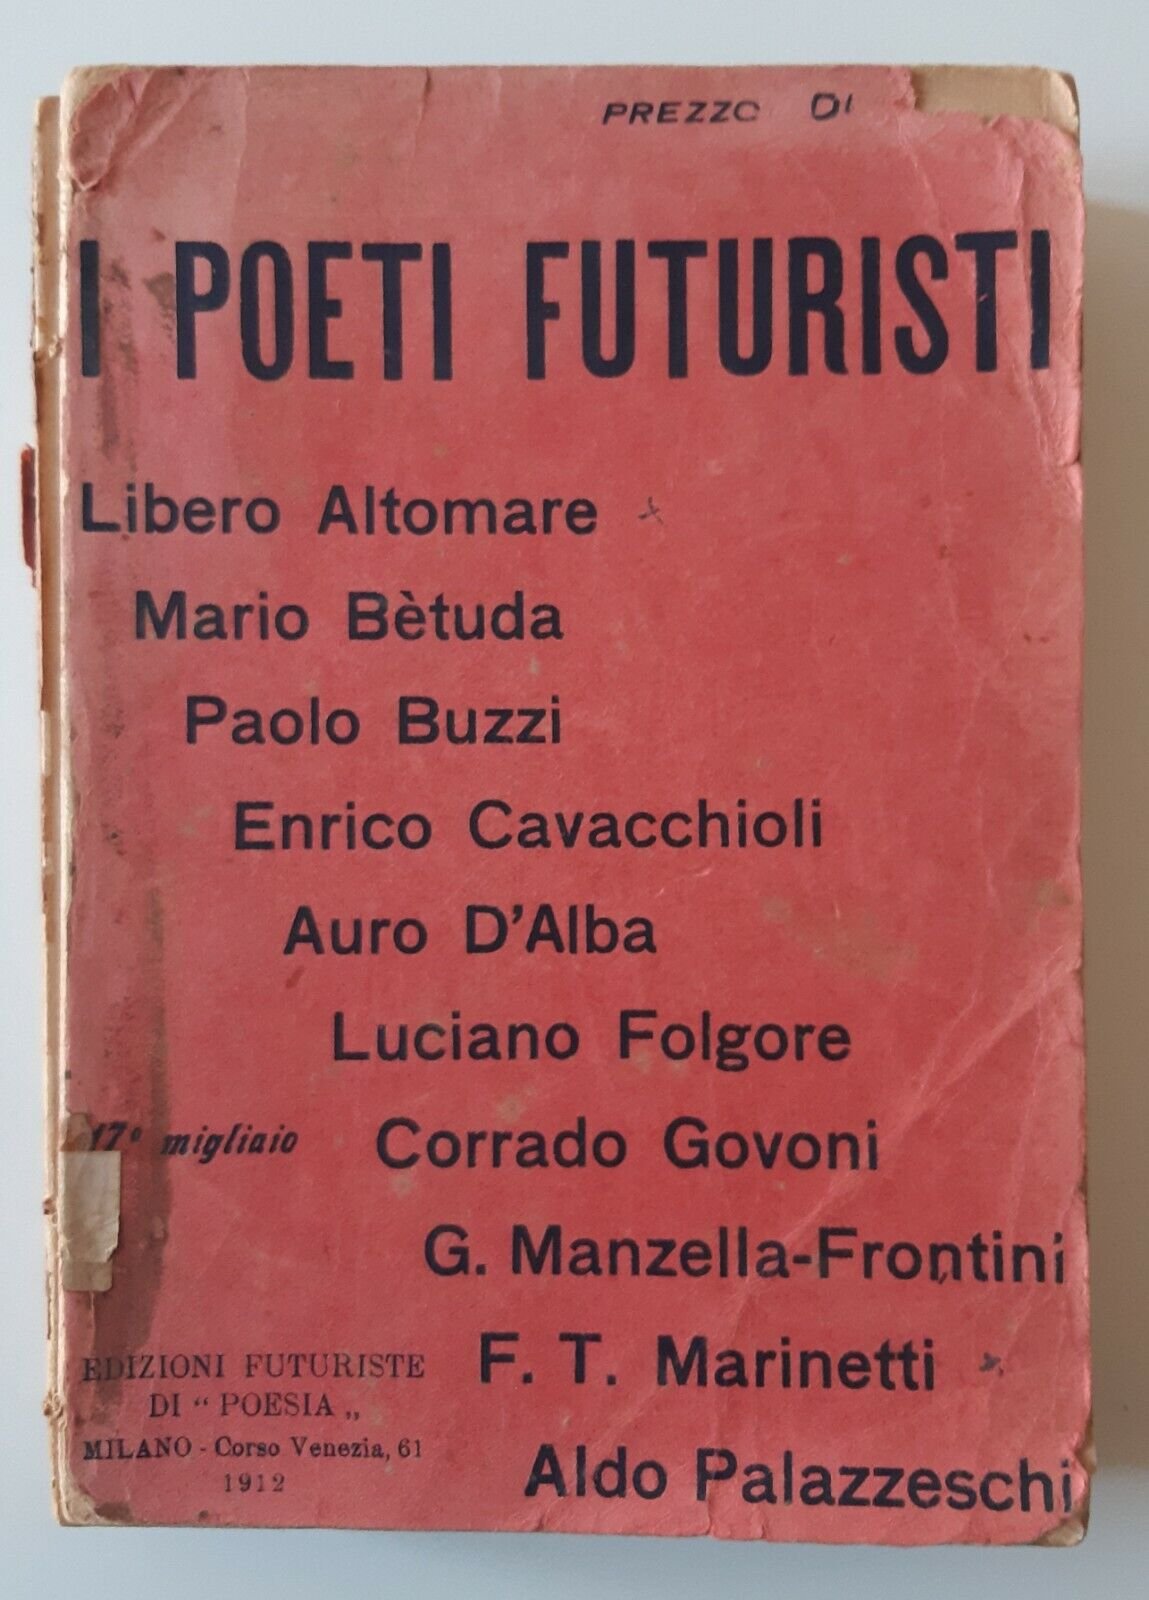 PREZZO DI
I POETI FUTURISTI
Libero Altomare
Mario Bètuda
Paolo Buzzi
Enrico Cavacchioli
Auro D'Alba
Luciano Folgore
17º migliaio
Corrado Govoni
G. Manzella-Frontini
F. T. Marinetti
Aldo Palazzeschi
EDIZIONI FUTURISTE
DI “ POESIA „
MILANO - Corso Venezia, 61
1912